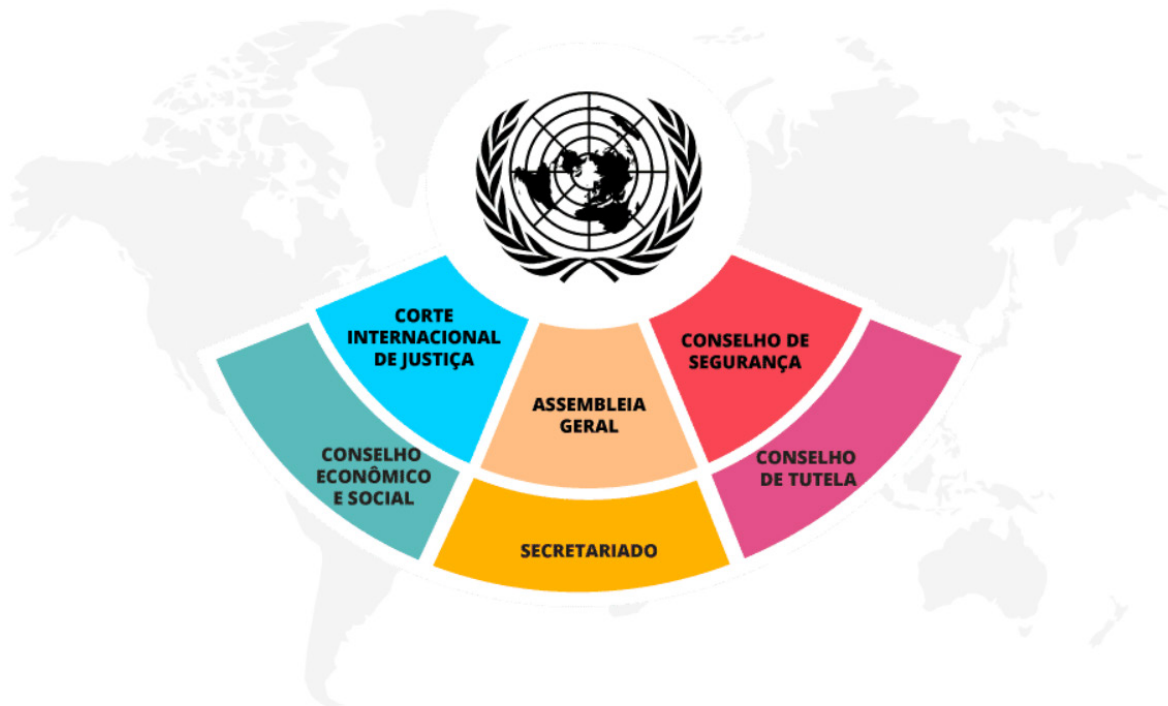 CORTE
INTERNACIONAL
DE JUSTIÇA
ASSEMBLEIA
GERAL
CONSELHO DE
SEGURANÇA
CONSELHO
ECONÔMICO
E SOCIAL
SECRETARIADO
CONSELHO
DE TUTELA